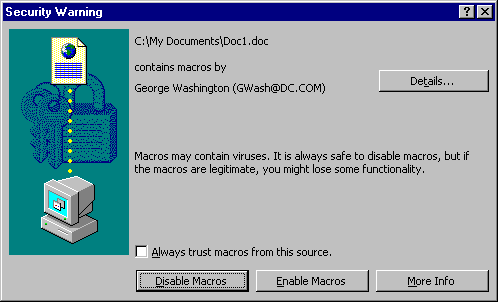 Security Warning
C:\My Documents\Doc1.doc
contains macros by
George Washington (GWash@DC.COM)
Details...
Macros may contain viruses. It is always safe to disable macros, but if
the macros are legitimate, you might lose some functionality.
Always trust macros from this source.
Disable Macros
Enable Macros
More Info